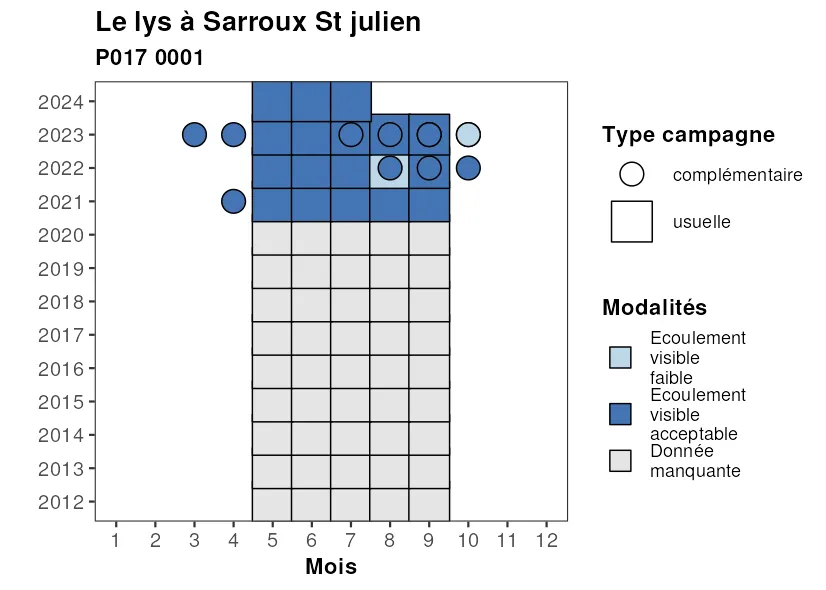 Le lys à Sarroux St julien
P017 0001
2024
2023
2022
2021
2020
2019
2018
2017
2016
2015
2014
2013
2012
1 2 3 4 5 6 7 8 9 10 11 12
Mois
Type campagne
complémentaire
usuelle
Modalités
Ecoulement
visible
faible
Ecoulement
visible
acceptable
Donnée
manquante